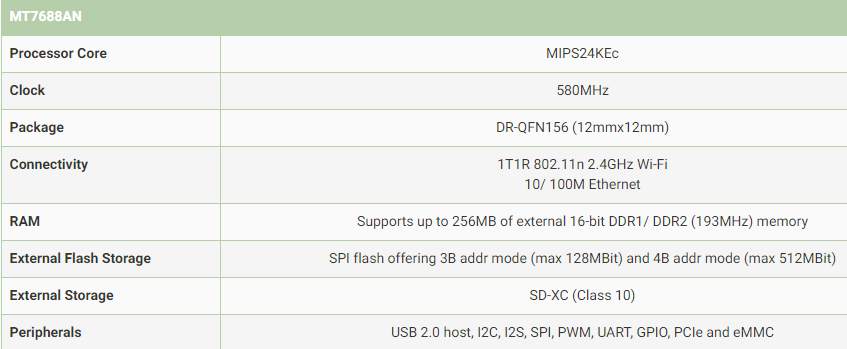 MT7688AN
Processor Core MIPS24KEc
Clock 580MHz
Package DR-QFN156 (12mmx12mm)
Connectivity 1T1R 802.11n 2.4GHz Wi-Fi
10/ 100M Ethernet
RAM Supports up to 256MB of external 16-bit DDR1/ DDR2 (193MHz) memory
External Flash Storage SPI flash offering 3B addr mode (max 128MBit) and 4B addr mode (max 512MBit)
External Storage SD-XC (Class 10)
Peripherals USB 2.0 host, I2C, I2S, SPI, PWM, UART, GPIO, PCIe and eMMC